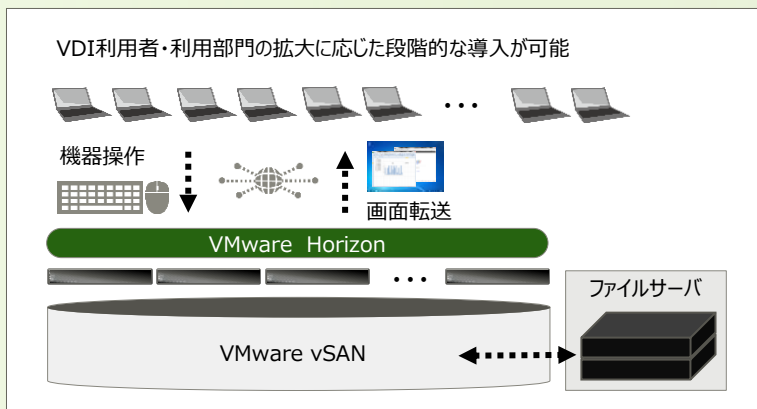 VDI利用者・利用部門の拡大に応じた段階的な導入が可能
機器操作
画面転送
VMware Horizon
ファイルサーバ
VMware vSAN